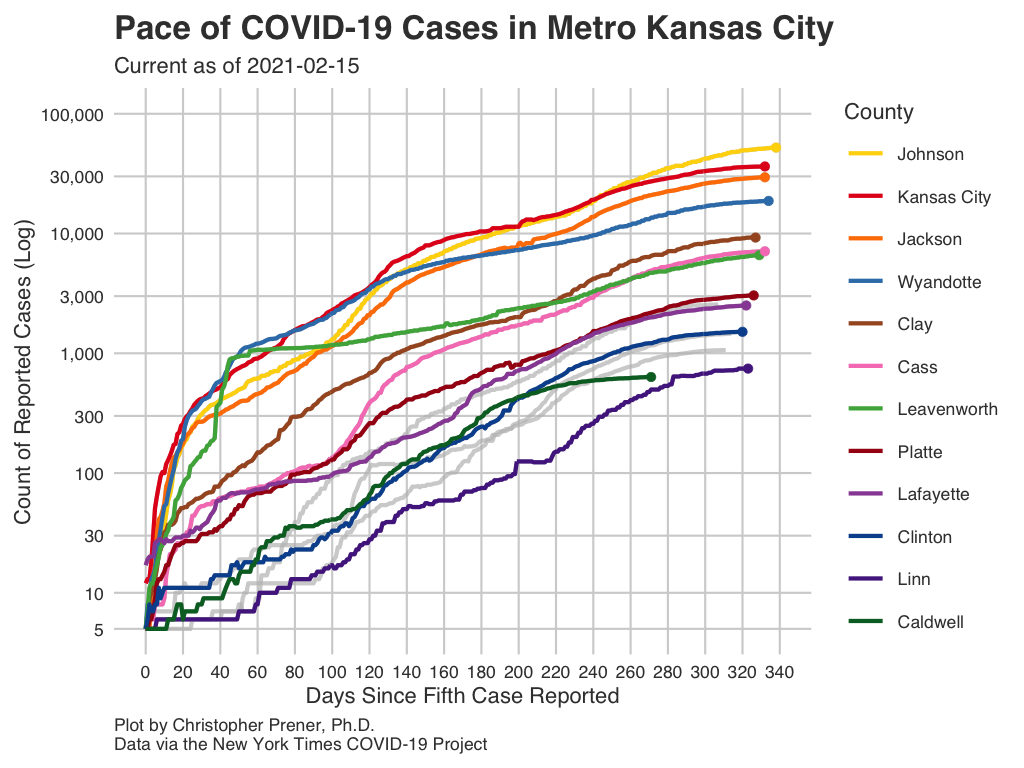 Pace of COVID-19 Cases in Metro Kansas City
Current as of 2021-02-15
100,000
30,000
10,000
3,000
1,000
300
100
30
10
5
Count of Reported Cases (Log)
0 20 40 60 80 100 120 140 160 180 200 220 240 260 280 300 320 340
Days Since Fifth Case Reported
County
Johnson
Kansas City
Jackson
Wyandotte
Clay
Cass
Leavenworth
Platte
Lafayette
Clinton
Linn
Caldwell
Plot by Christopher Prener, Ph.D.
Data via the New York Times COVID-19 Project